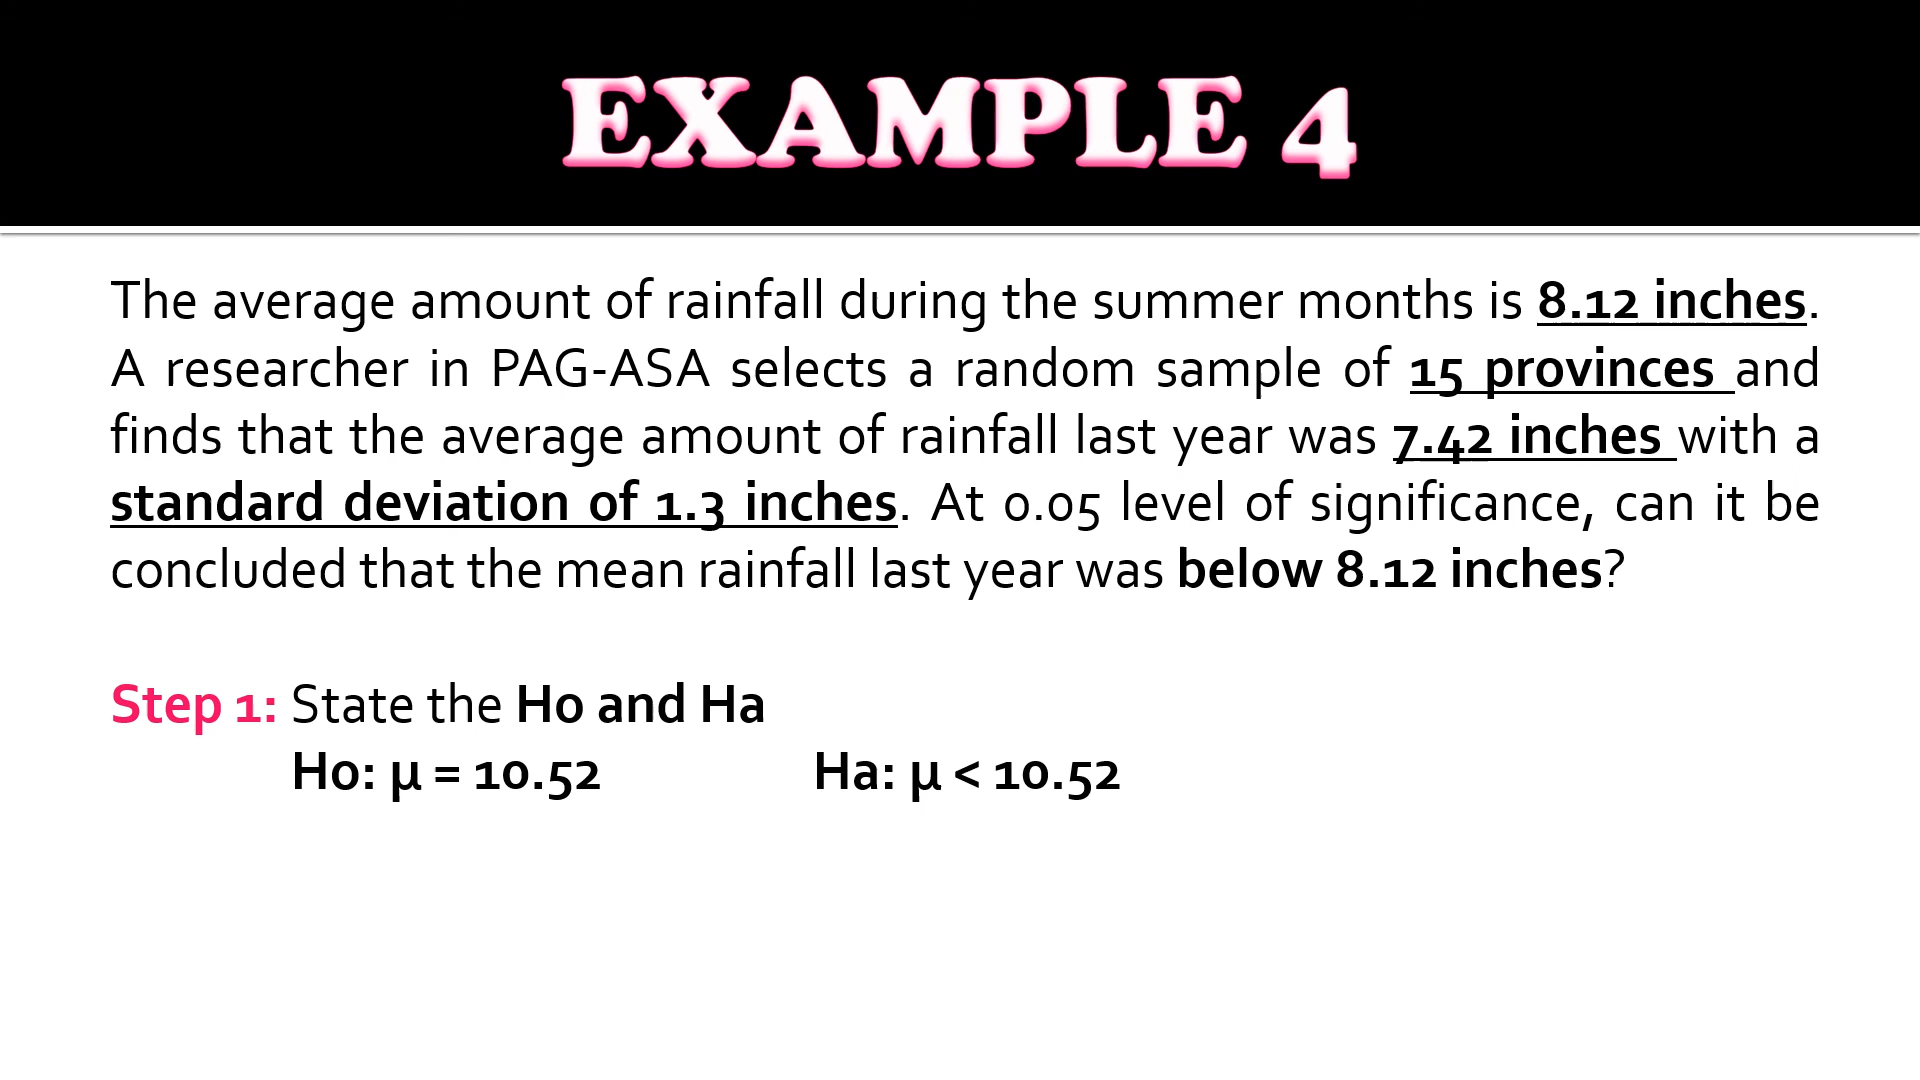 EXAMPLE 4
The average amount of rainfall during the summer months is 8.12 inches.
A researcher in PAG-ASA selects a random sample of 15 provinces and
finds that the average amount of rainfall last year was 7.42 inches with a
standard deviation of 1.3 inches. At 0.05 level of significance, can it be
concluded that the mean rainfall last year was below 8.12 inches?
Step 1: State the Ho and Ha
Ho: μ = 10.52 Ha: μ < 10.52